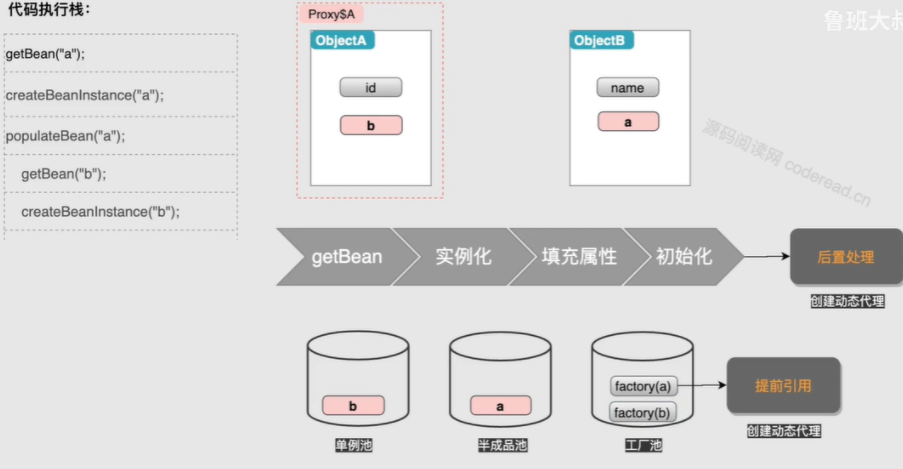 代码执行栈：
getBean("a");
createBeanInstance("a");
populateBean("a");
getBean("b");
createBeanInstance("b");
Proxy$A
ObjectA
id
b
ObjectB
name
a
鲁班大叔
源码阅读网 coderead.cn
getBean
实例化
填充属性
初始化
后置处理
创建动态代理
b
单例池
a
半成品池
factory(a)
factory(b)
工厂池
提前引用
创建动态代理